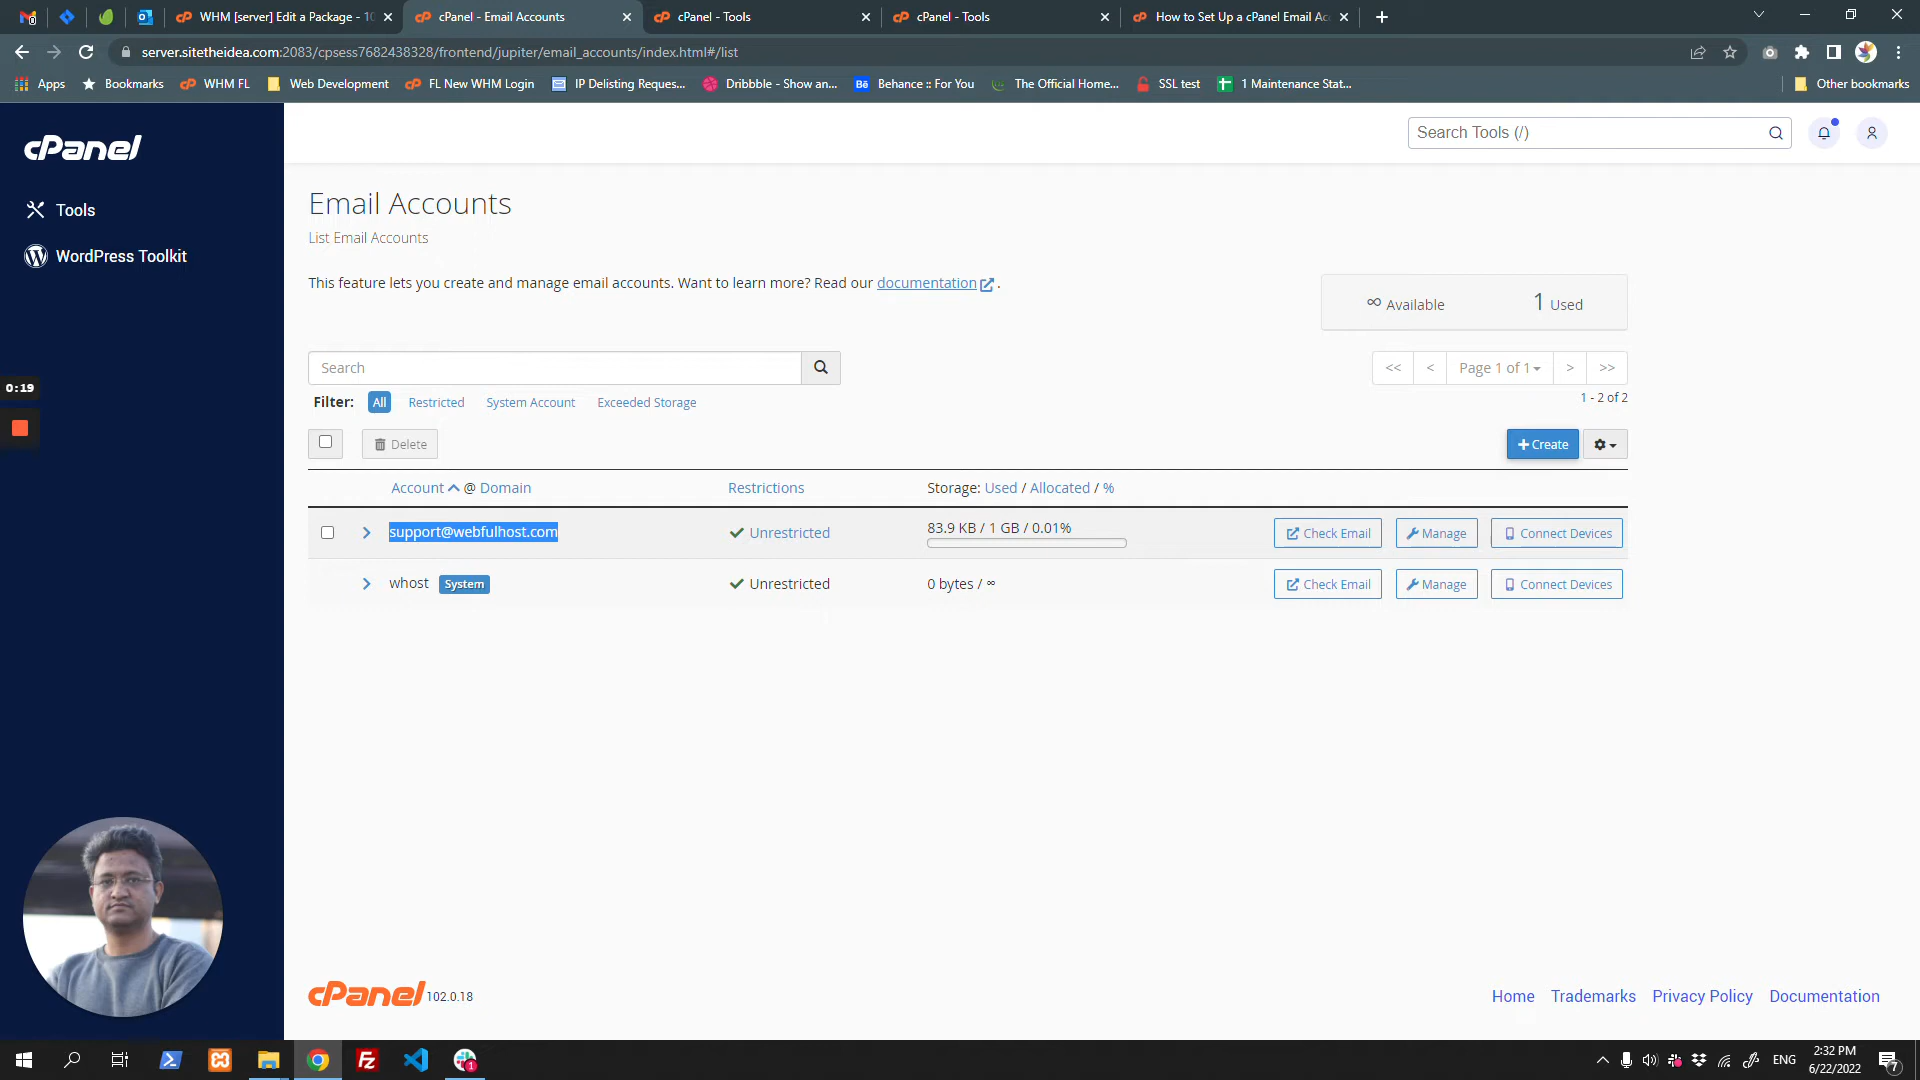 WHM [server] Edit a Package - 10
cPanel - Email Accounts
cPanel - Tools
cPanel - Tools
How to Set Up a cPanel Email Ac
server.sitetheidea.com:2083/cpsess7682438328/frontend/jupiter/email_accounts/index.html#/list
Apps
Bookmarks
WHM FL
Web Development
FL New WHM Login
IP Delisting Reques...
Dribbble - Show an...
Behance :: For You
The Official Home...
SSL test
1 Maintenance Stat...
Other bookmarks
cPanel
Search Tools (/)
Tools
WordPress Toolkit
Email Accounts
List Email Accounts
This feature lets you create and manage email accounts. Want to learn more? Read our documentation .
∞ Available 1 Used
Search
<< < Page 1 of 1 > >>
0:19
Filter: All Restricted System Account Exceeded Storage
1 - 2 of 2
Delete
+ Create
Account @ Domain Restrictions Storage: Used / Allocated / %
support@webfulhost.com Unrestricted 83.9 KB / 1 GB / 0.01% Check Email Manage Connect Devices
whost System Unrestricted 0 bytes / ∞ Check Email Manage Connect Devices
cPanel 102.0.18
Home Trademarks Privacy Policy Documentation
ENG
2:32 PM
6/22/2022
7